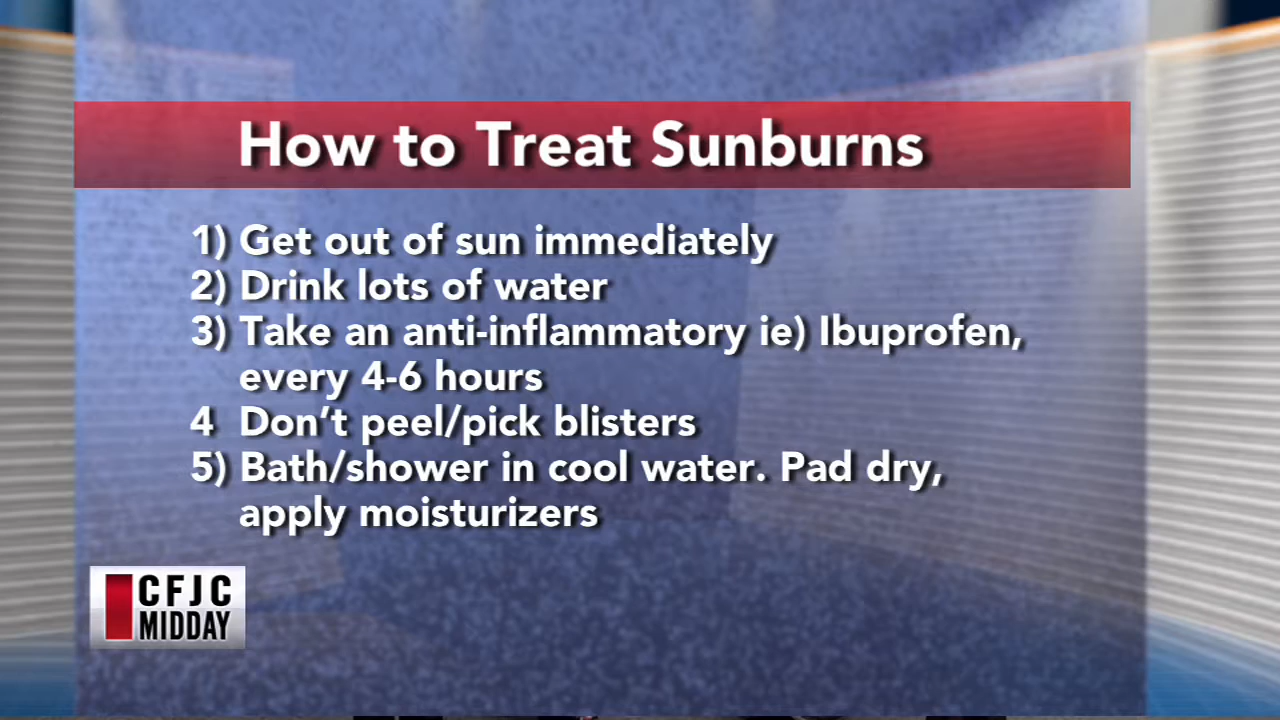 How to Treat Sunburns
1) Get out of sun immediately
2) Drink lots of water
3) Take an anti-inflammatory ie) Ibuprofen,
every 4-6 hours
4 Don't peel/pick blisters
5) Bath/shower in cool water. Pad dry,
apply moisturizers
CFJC
MIDDAY